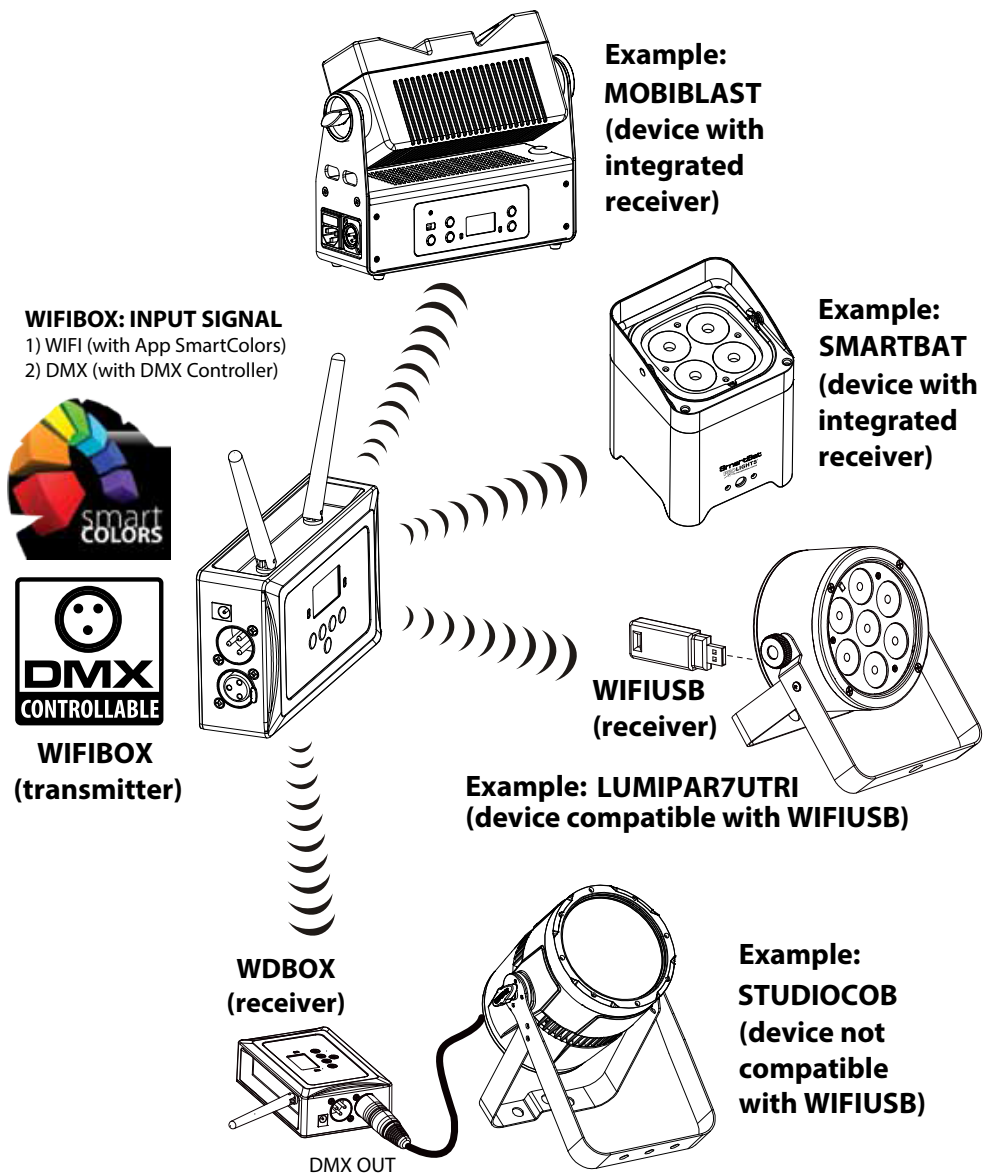 Example:
MOBIBLAST
(device with
integrated
receiver)
WIFIBOX: INPUT SIGNAL
1) WIFI (with App SmartColors)
2) DMX (with DMX Controller)
smart
COLORS
DMX
CONTROLLABLE
WIFIBOX
(transmitter)
Example:
SMARTBAT
(device with
integrated
receiver)
SmartBat
LIGHTS
WIFIUSB
(receiver)
Example: LUMIPAR7UTRI
(device compatible with WIFIUSB)
WDBOX
(receiver)
DMX OUT
Example:
STUDIOCOB
(device not
compatible
with WIFIUSB)